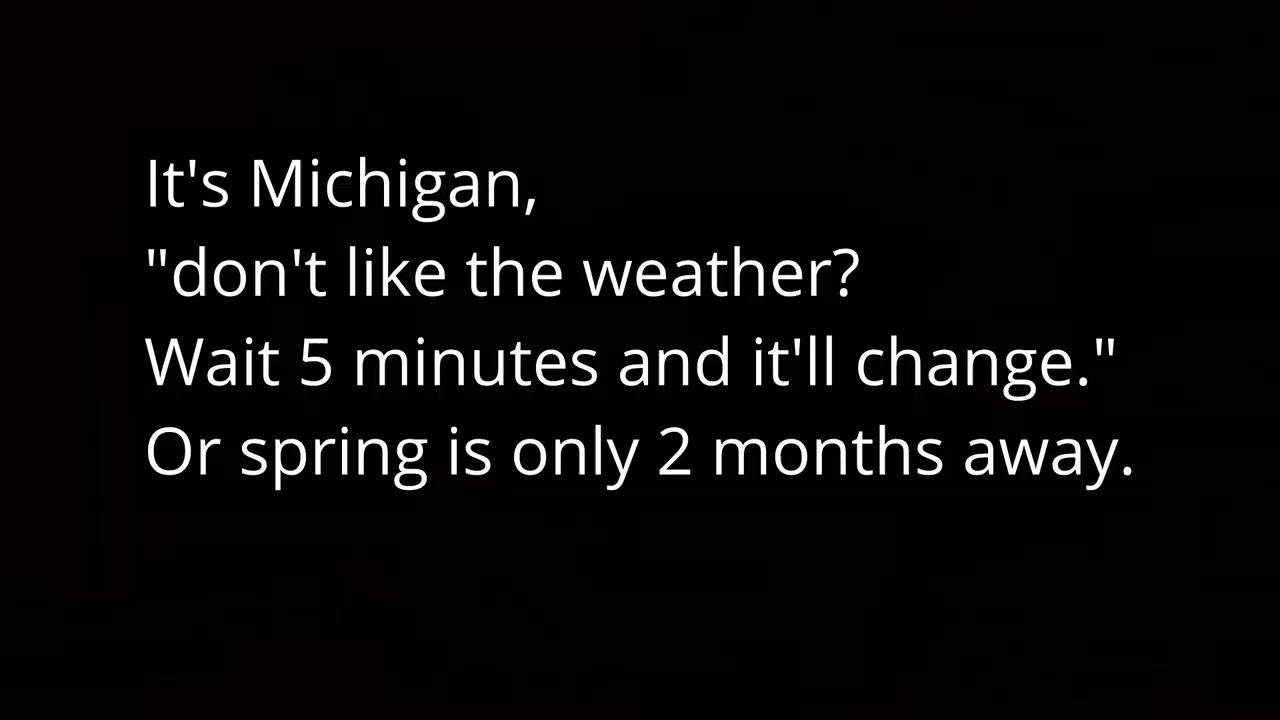 It's Michigan,
"don't like the weather?
Wait 5 minutes and it'll change."
Or spring is only 2 months away.